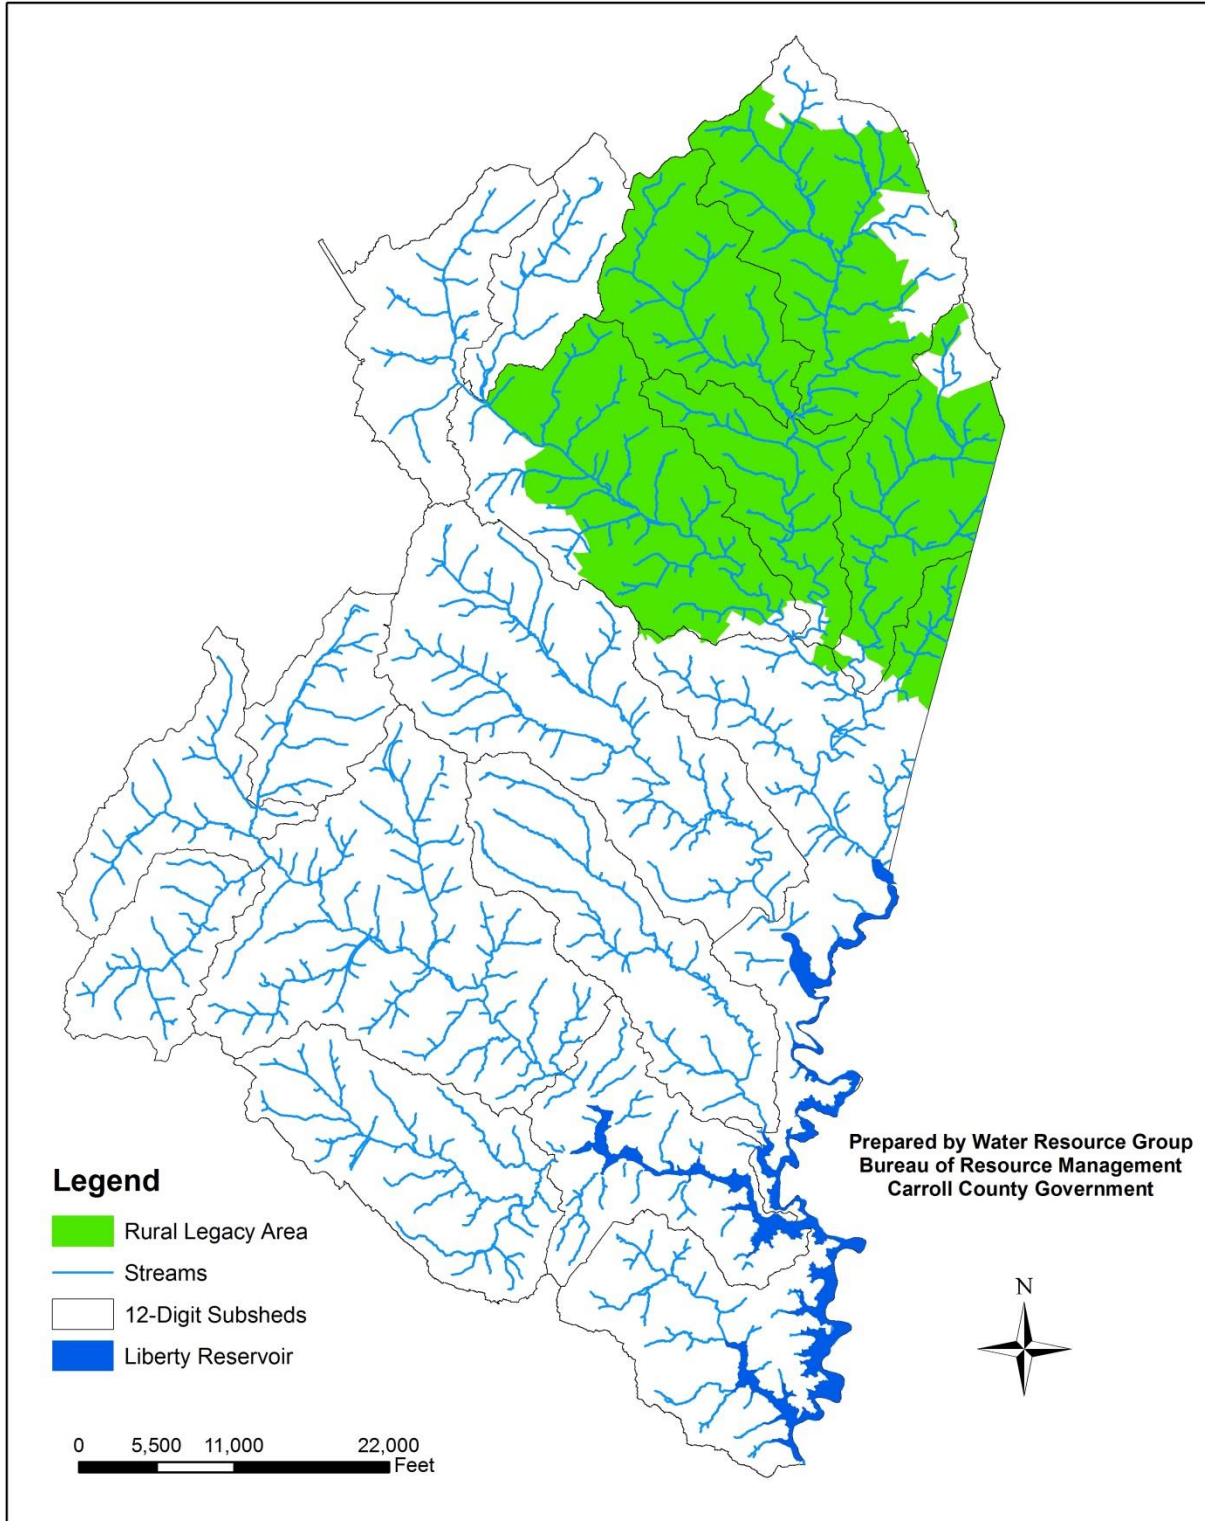 Prepared by Water Resource Group
Bureau of Resource Management
Carroll County Government
Legend
Rural Legacy Area
Streams
12-Digit Subsheds
Liberty Reservoir
N
0 5,500 11,000 22,000
Feet